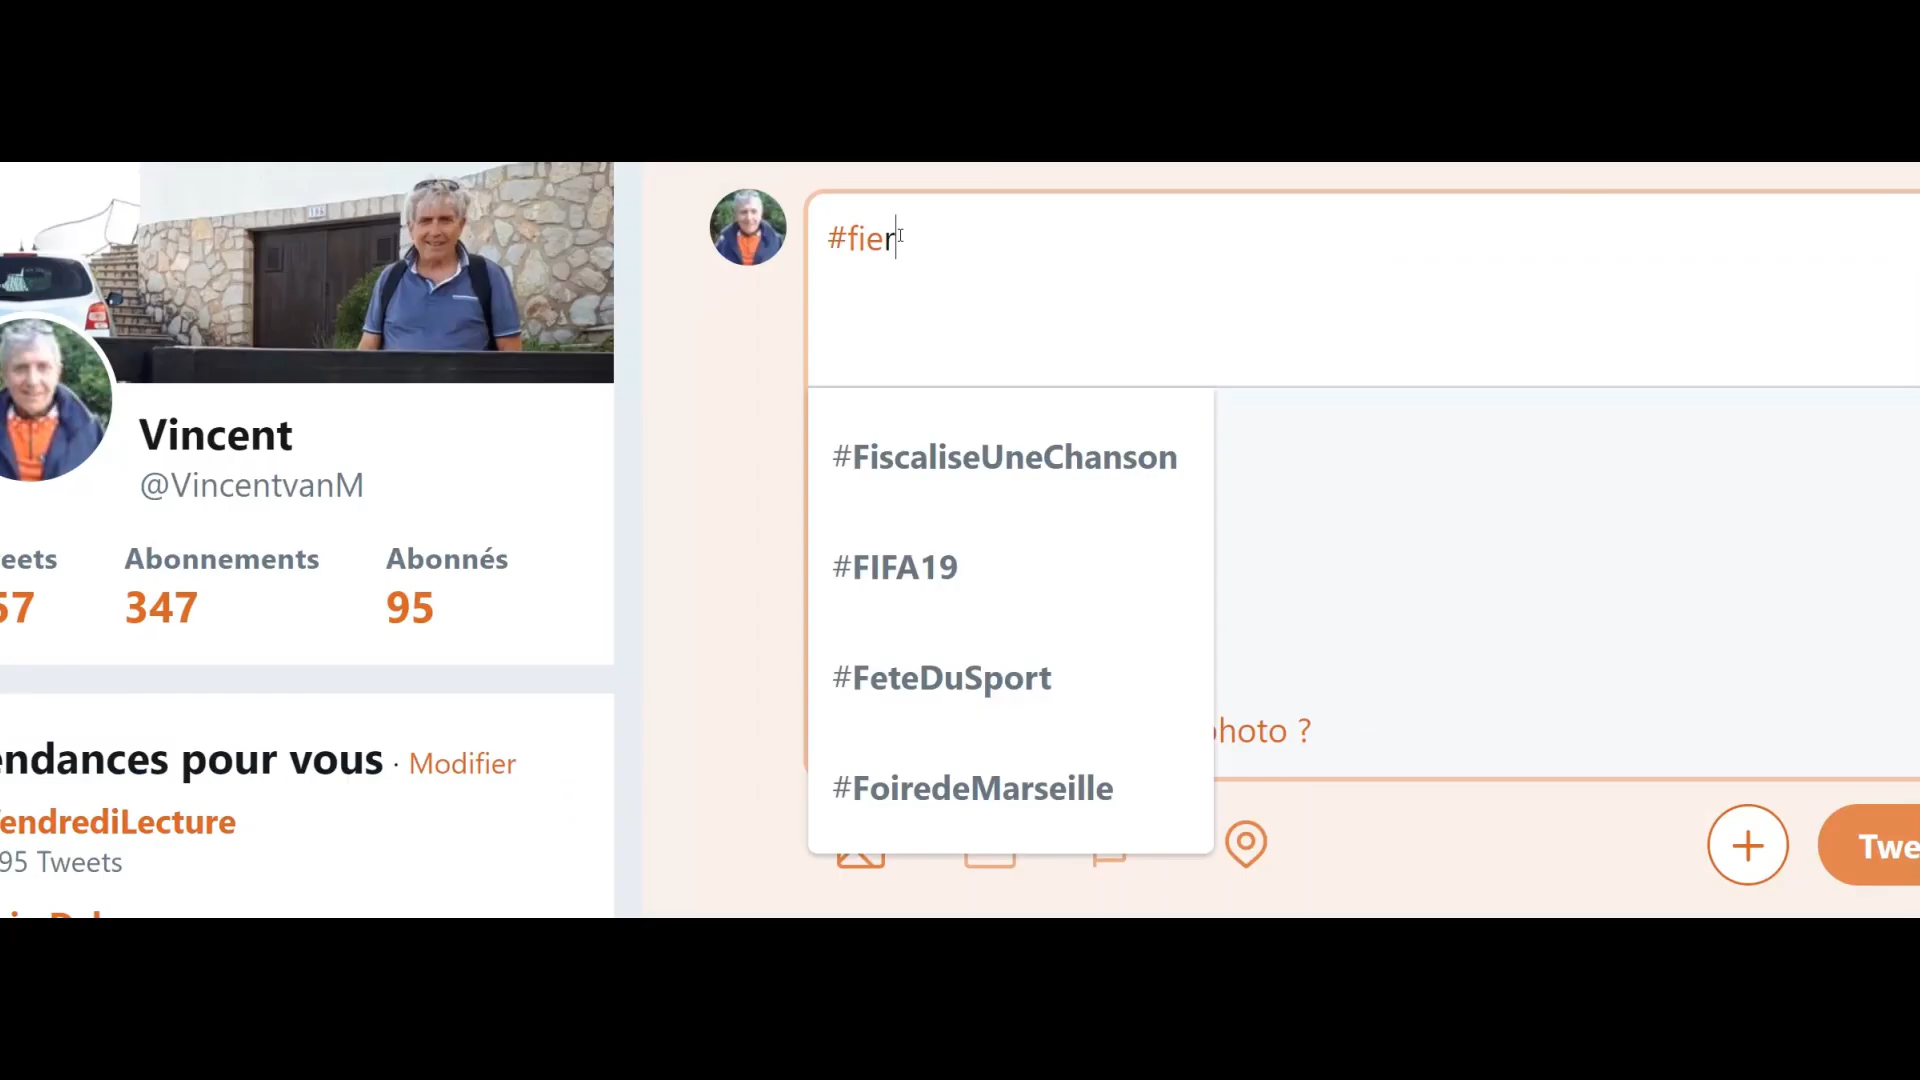 #fier
Vincent
@VincentvanM
eets Abonnements Abonnés
57 347 95
#FiscaliseUneChanson
#FIFA19
#FeteDuSport
#FoiredeMarseille
hoto ?
endances pour vous · Modifier
endrediLecture
95 Tweets
Twe